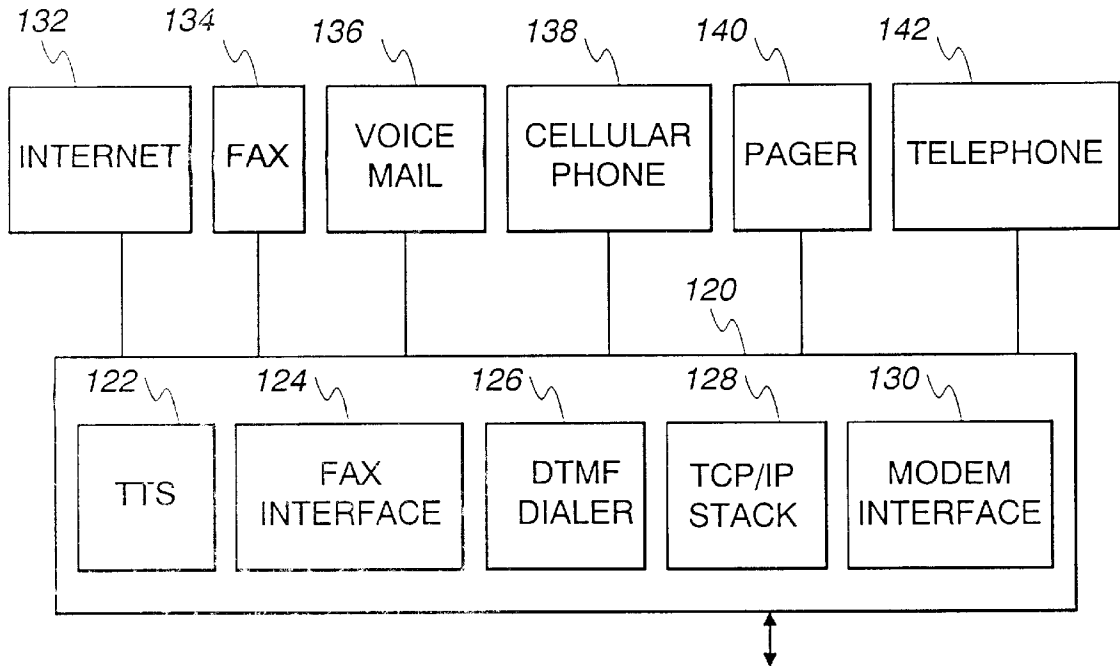 132 134 136 138 140 142
INTERNET FAX VOICE MAIL CELLULAR PHONE PAGER TELEPHONE
120
122 124 126 128 130
TTS FAX INTERFACE DTMF DIALER TCP/IP STACK MODEM INTERFACE